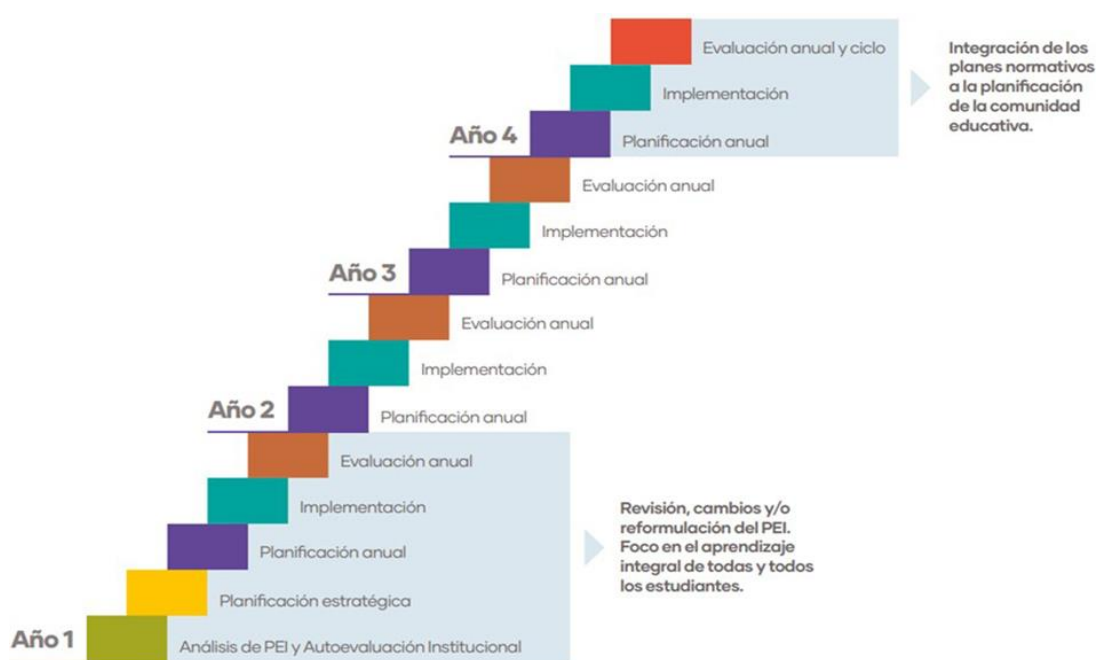 Evaluación anual y ciclo
Implementación
Año 4
Planificación anual
Integración de los
planes normativos
a la planificación
de la comunidad
educativa.
Evaluación anual
Implementación
Año 3
Planificación anual
Evaluación anual
Implementación
Año 2
Planificación anual
Evaluación anual
Implementación
Planificación anual
Planificación estratégica
Año 1
Análisis de PEI y Autoevaluación Institucional
Revisión, cambios y/o
reformulación del PEI.
Foco en el aprendizaje
integral de todas y todos
los estudiantes.